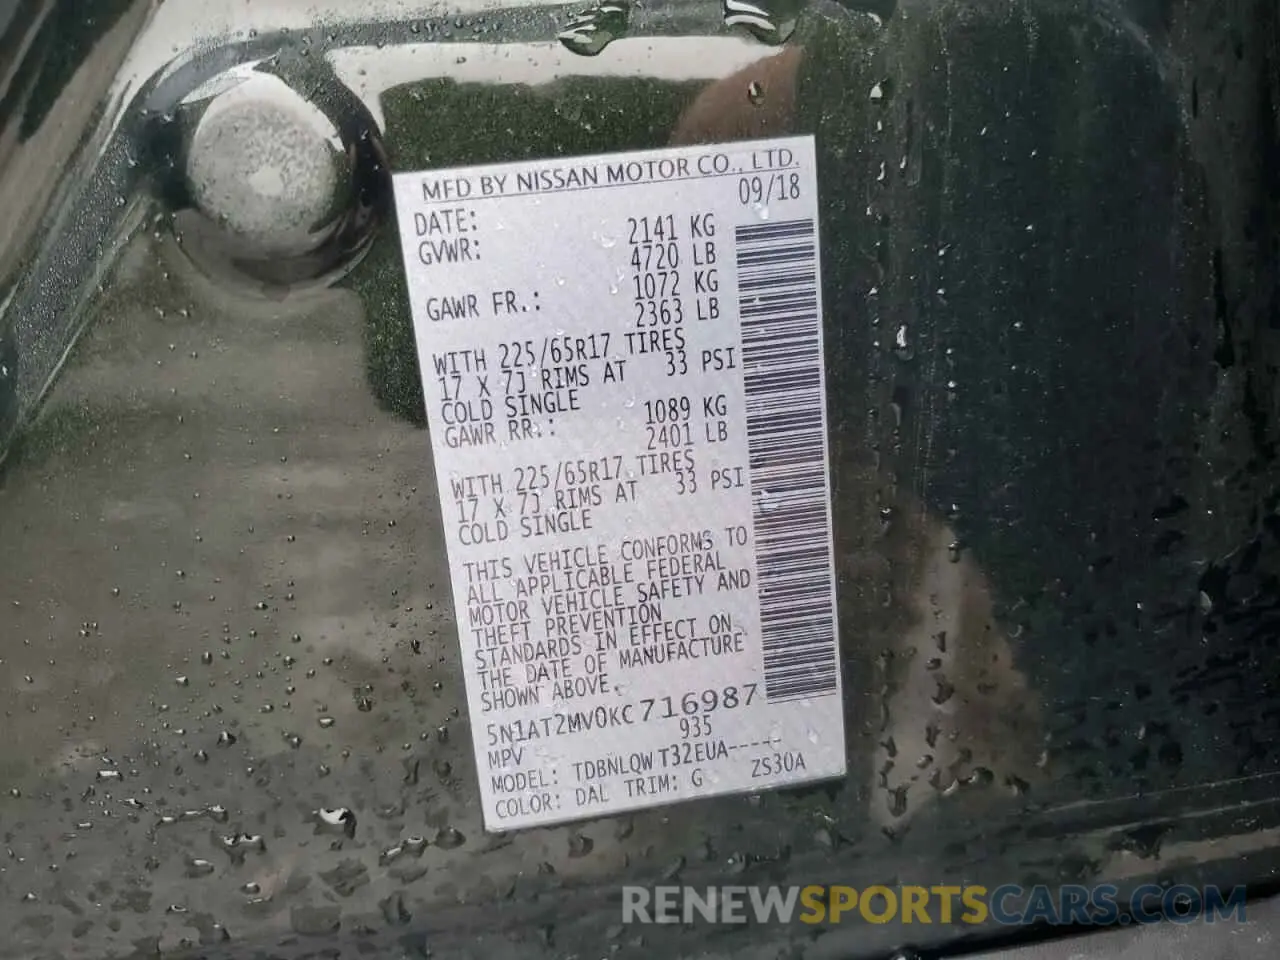 MFD BY NISSAN MOTOR CO., LTD.
DATE: 09/18
GVWR: 2141 KG
4720 LB
GAWR FR.: 1072 KG
2363 LB
WITH 225/65R17 TIRES
17 X 7J RIMS AT 33 PSI
COLD SINGLE
GAWR RR.: 1089 KG
2401 LB
WITH 225/65R17 TIRES
17 X 7J RIMS AT 33 PSI
COLD SINGLE
THIS VEHICLE CONFORMS TO
ALL APPLICABLE FEDERAL
MOTOR VEHICLE SAFETY AND
THEFT PREVENTION
STANDARDS IN EFFECT ON
THE DATE OF MANUFACTURE
SHOWN ABOVE.
5N1AT2MV0KC716987
MPV 935
MODEL: TDBNLQW T32EUA-----
COLOR: DAL TRIM: G ZS30A
RENEWSPORTSCARS.COM